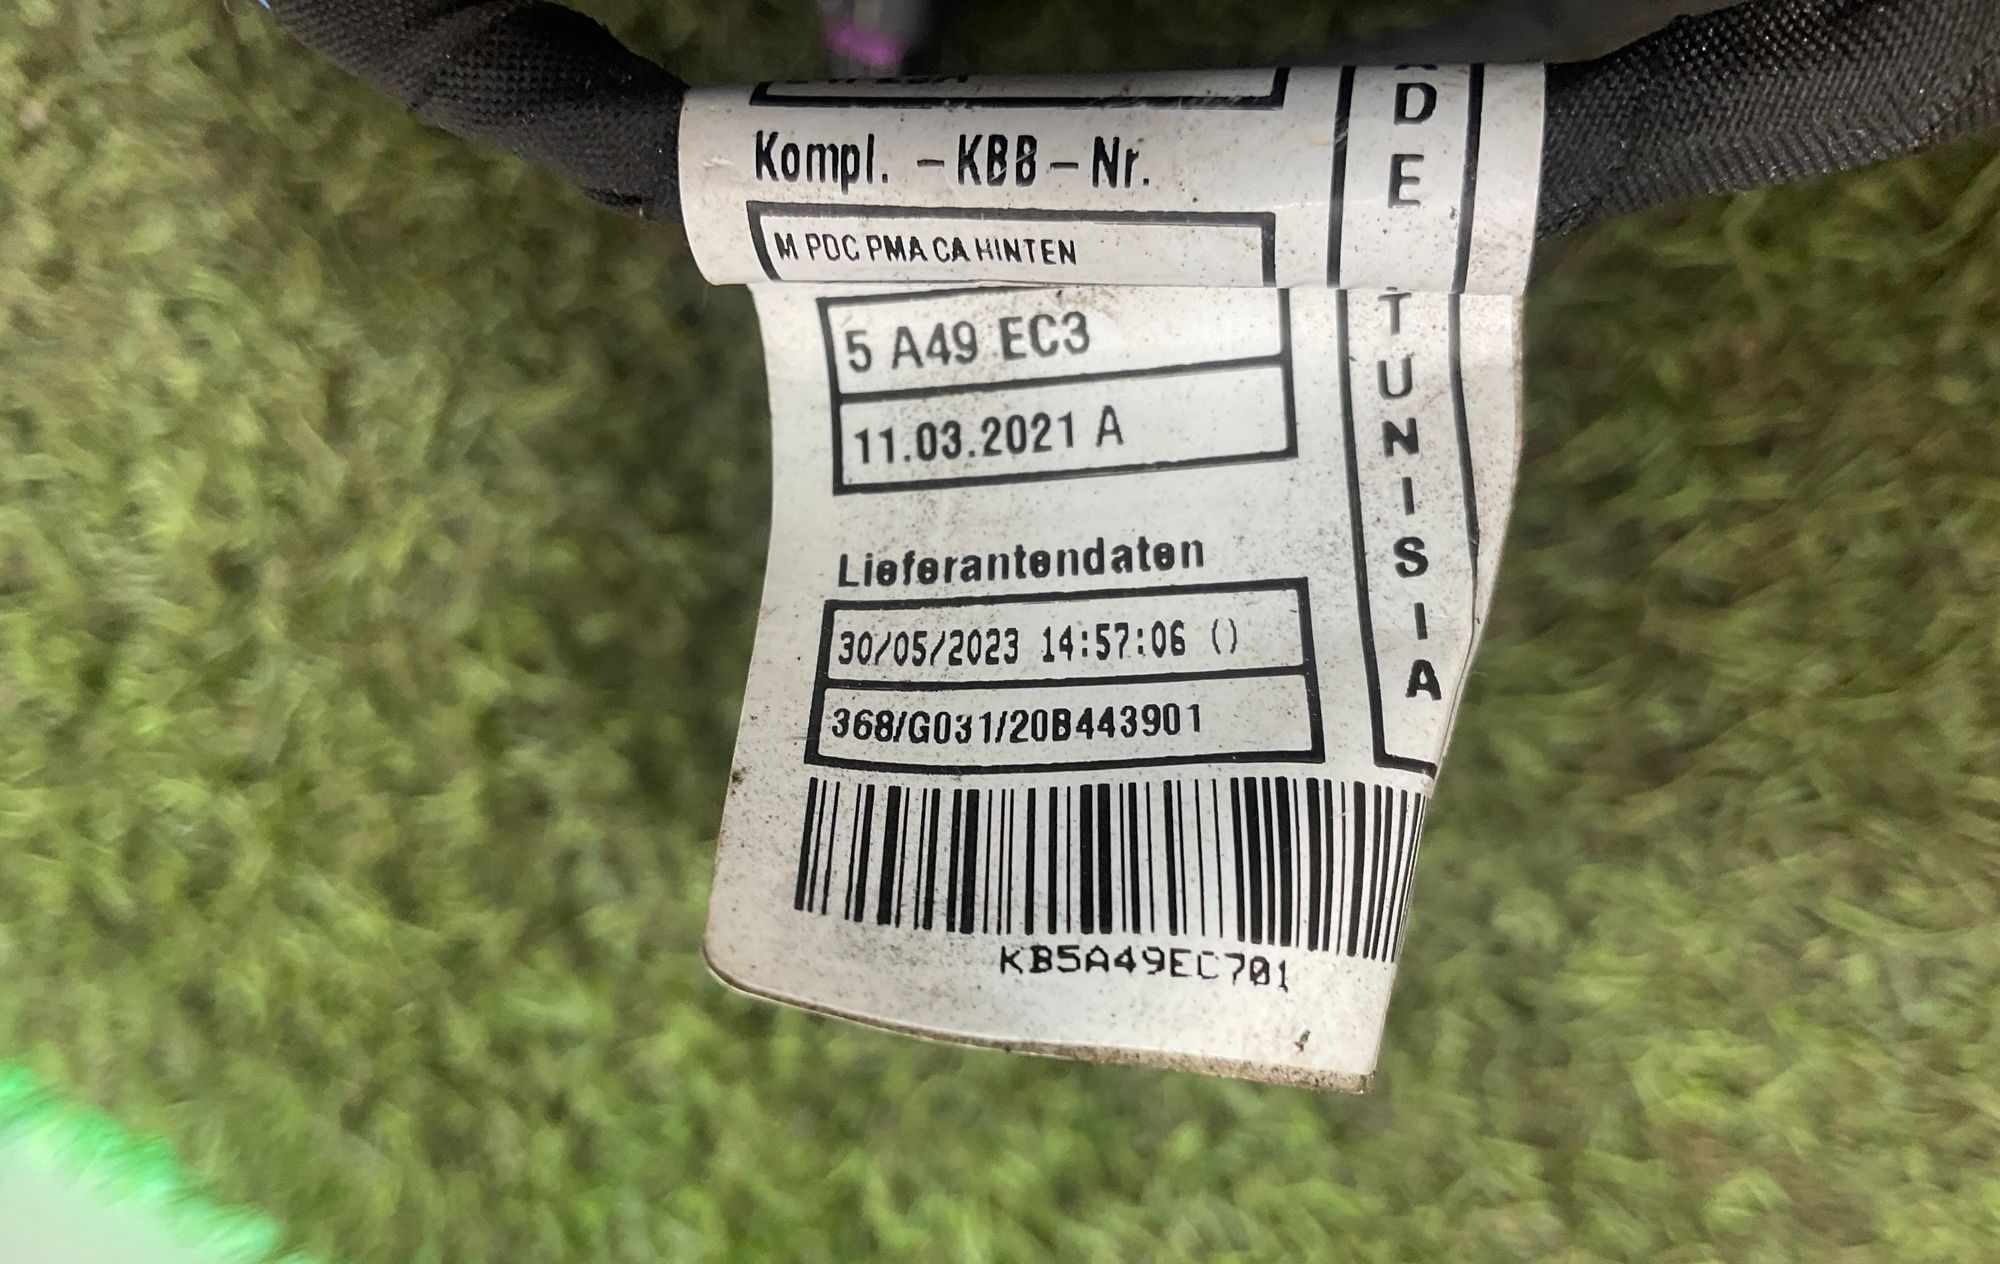 Kompl. -KBB-Nr.
M PDC PMA CA HINTEN
5 A49 EC3
11.03.2021 A
Lieferantendaten
30/05/2023 14:57:06 ()
368/G031/20B443901
KB5A49EC701
DE TUNISIA